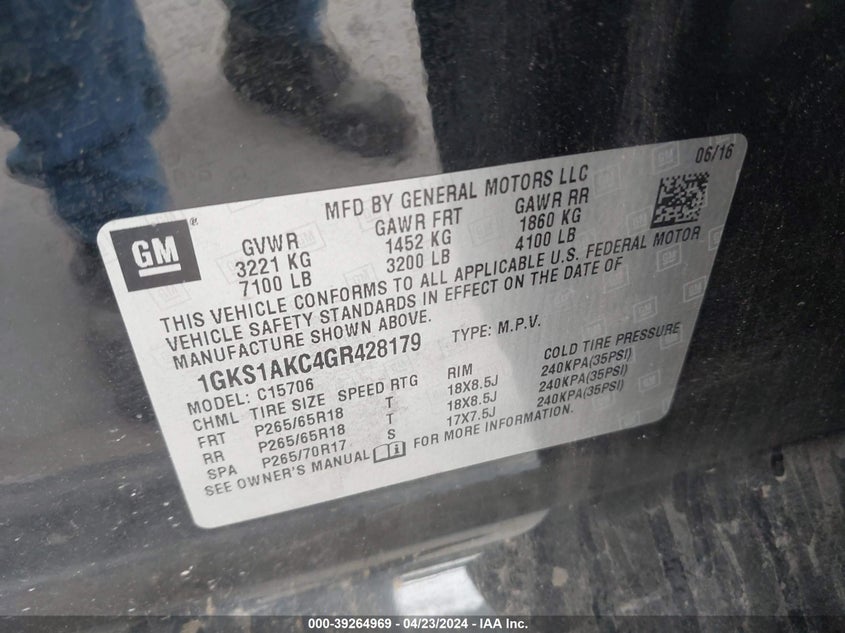 06/16
MFD BY GENERAL MOTORS LLC
GM®
GVWR GAWR FRT GAWR RR
3221 KG 1452 KG 1860 KG
7100 LB 3200 LB 4100 LB
THIS VEHICLE CONFORMS TO ALL APPLICABLE U.S. FEDERAL MOTOR
VEHICLE SAFETY STANDARDS IN EFFECT ON THE DATE OF
MANUFACTURE SHOWN ABOVE.
1GKS1AKC4GR428179 TYPE: M.P.V.
MODEL: C15706
CHML TIRE SIZE SPEED RTG RIM COLD TIRE PRESSURE
FRT P265/65R18 T 18X8.5J 240KPA(35PSI)
RR P265/65R18 T 18X8.5J 240KPA(35PSI)
SPA P265/70R17 S 17X7.5J 240KPA(35PSI)
SEE OWNER'S MANUAL i FOR MORE INFORMATION.
000-39264969 | 04/23/2024 - IAA Inc.